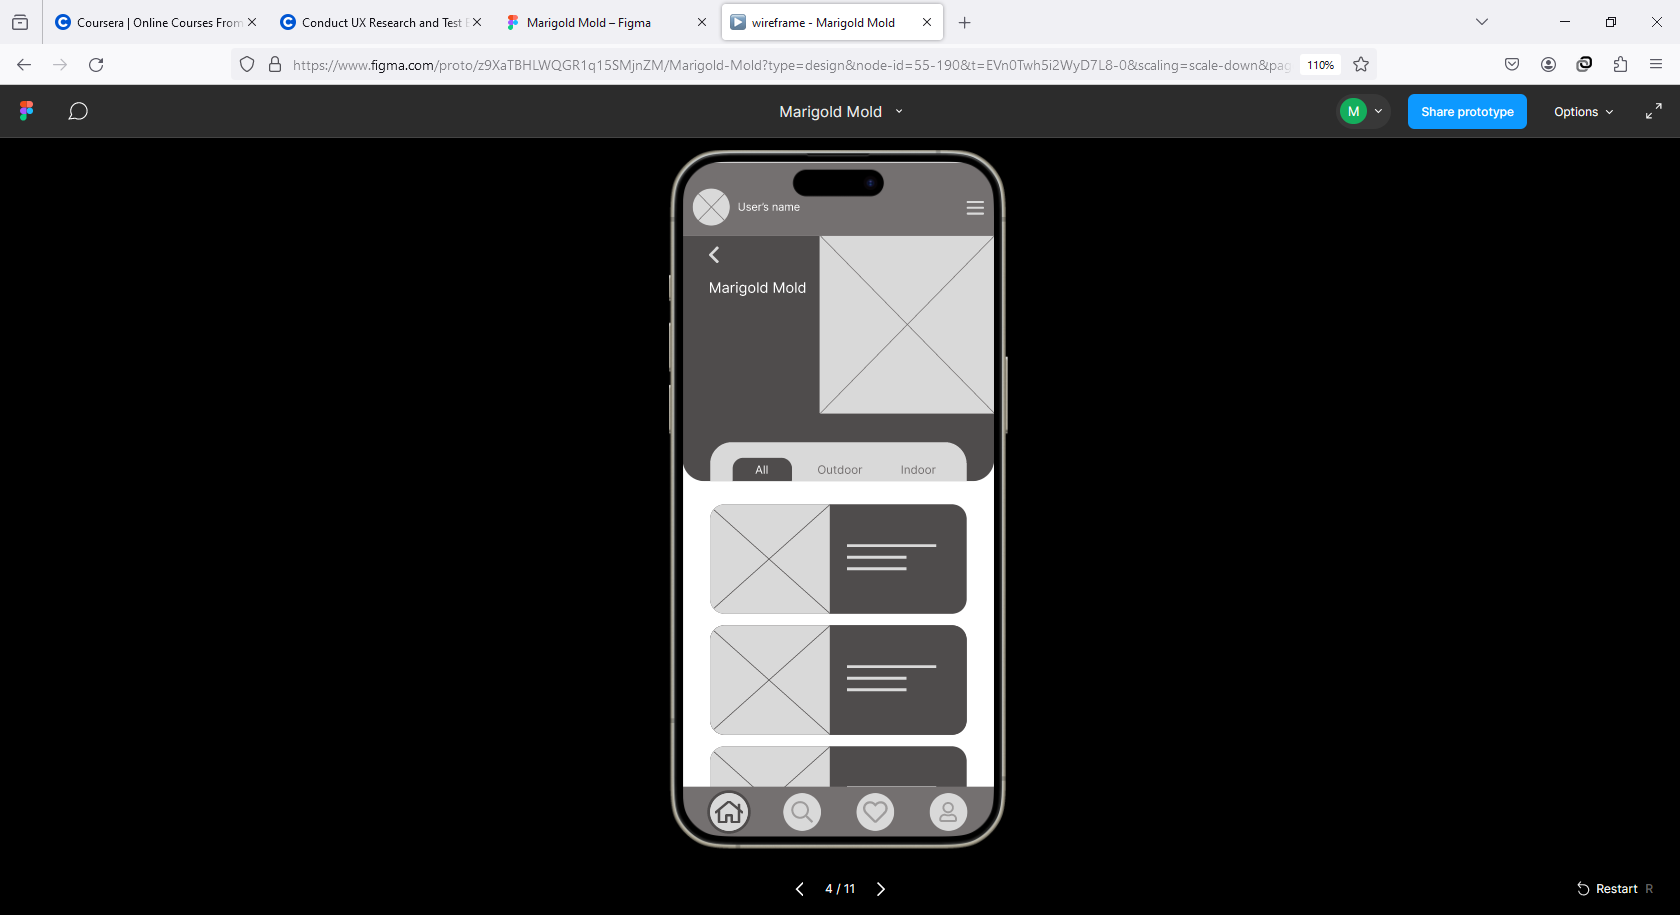 Coursera | Online Courses From
Conduct UX Research and Test
Marigold Mold – Figma
wireframe - Marigold Mold
https://www.figma.com/proto/z9XaTBHLWQGR1q15SMjnZM/Marigold-Mold?type=design&node-id=55-190&t=EVn0Twh5i2WyD7L8-0&scaling=scale-down&pag
110%
Marigold Mold
M
Share prototype
Options
User's name
Marigold Mold
All
Outdoor
Indoor
4 / 11
Restart R